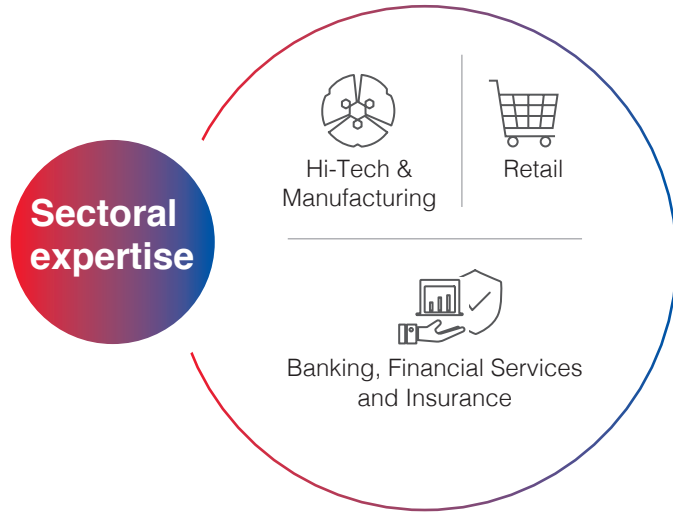 Sectoral
expertise
Hi-Tech &
Manufacturing
Retail
Banking, Financial Services
and Insurance